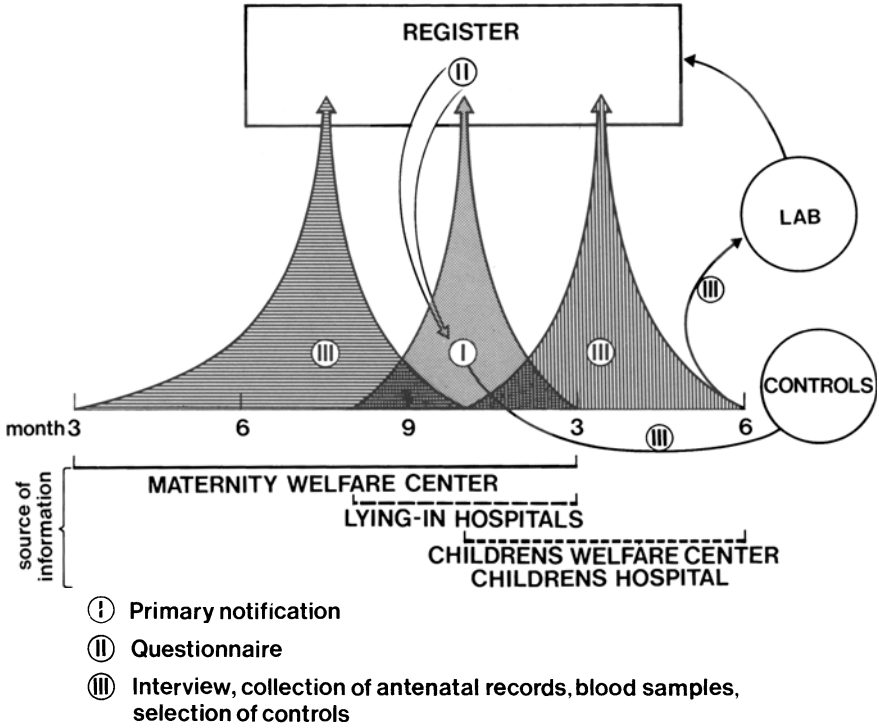 REGISTER
II
LAB
III
III
I
III
CONTROLS
month 3 6 9 3 6
III
source of
information
MATERNITY WELFARE CENTER
LYING-IN HOSPITALS
CHILDRENS WELFARE CENTER
CHILDRENS HOSPITAL
I Primary notification
II Questionnaire
III Interview, collection of antenatal records, blood samples,
selection of controls